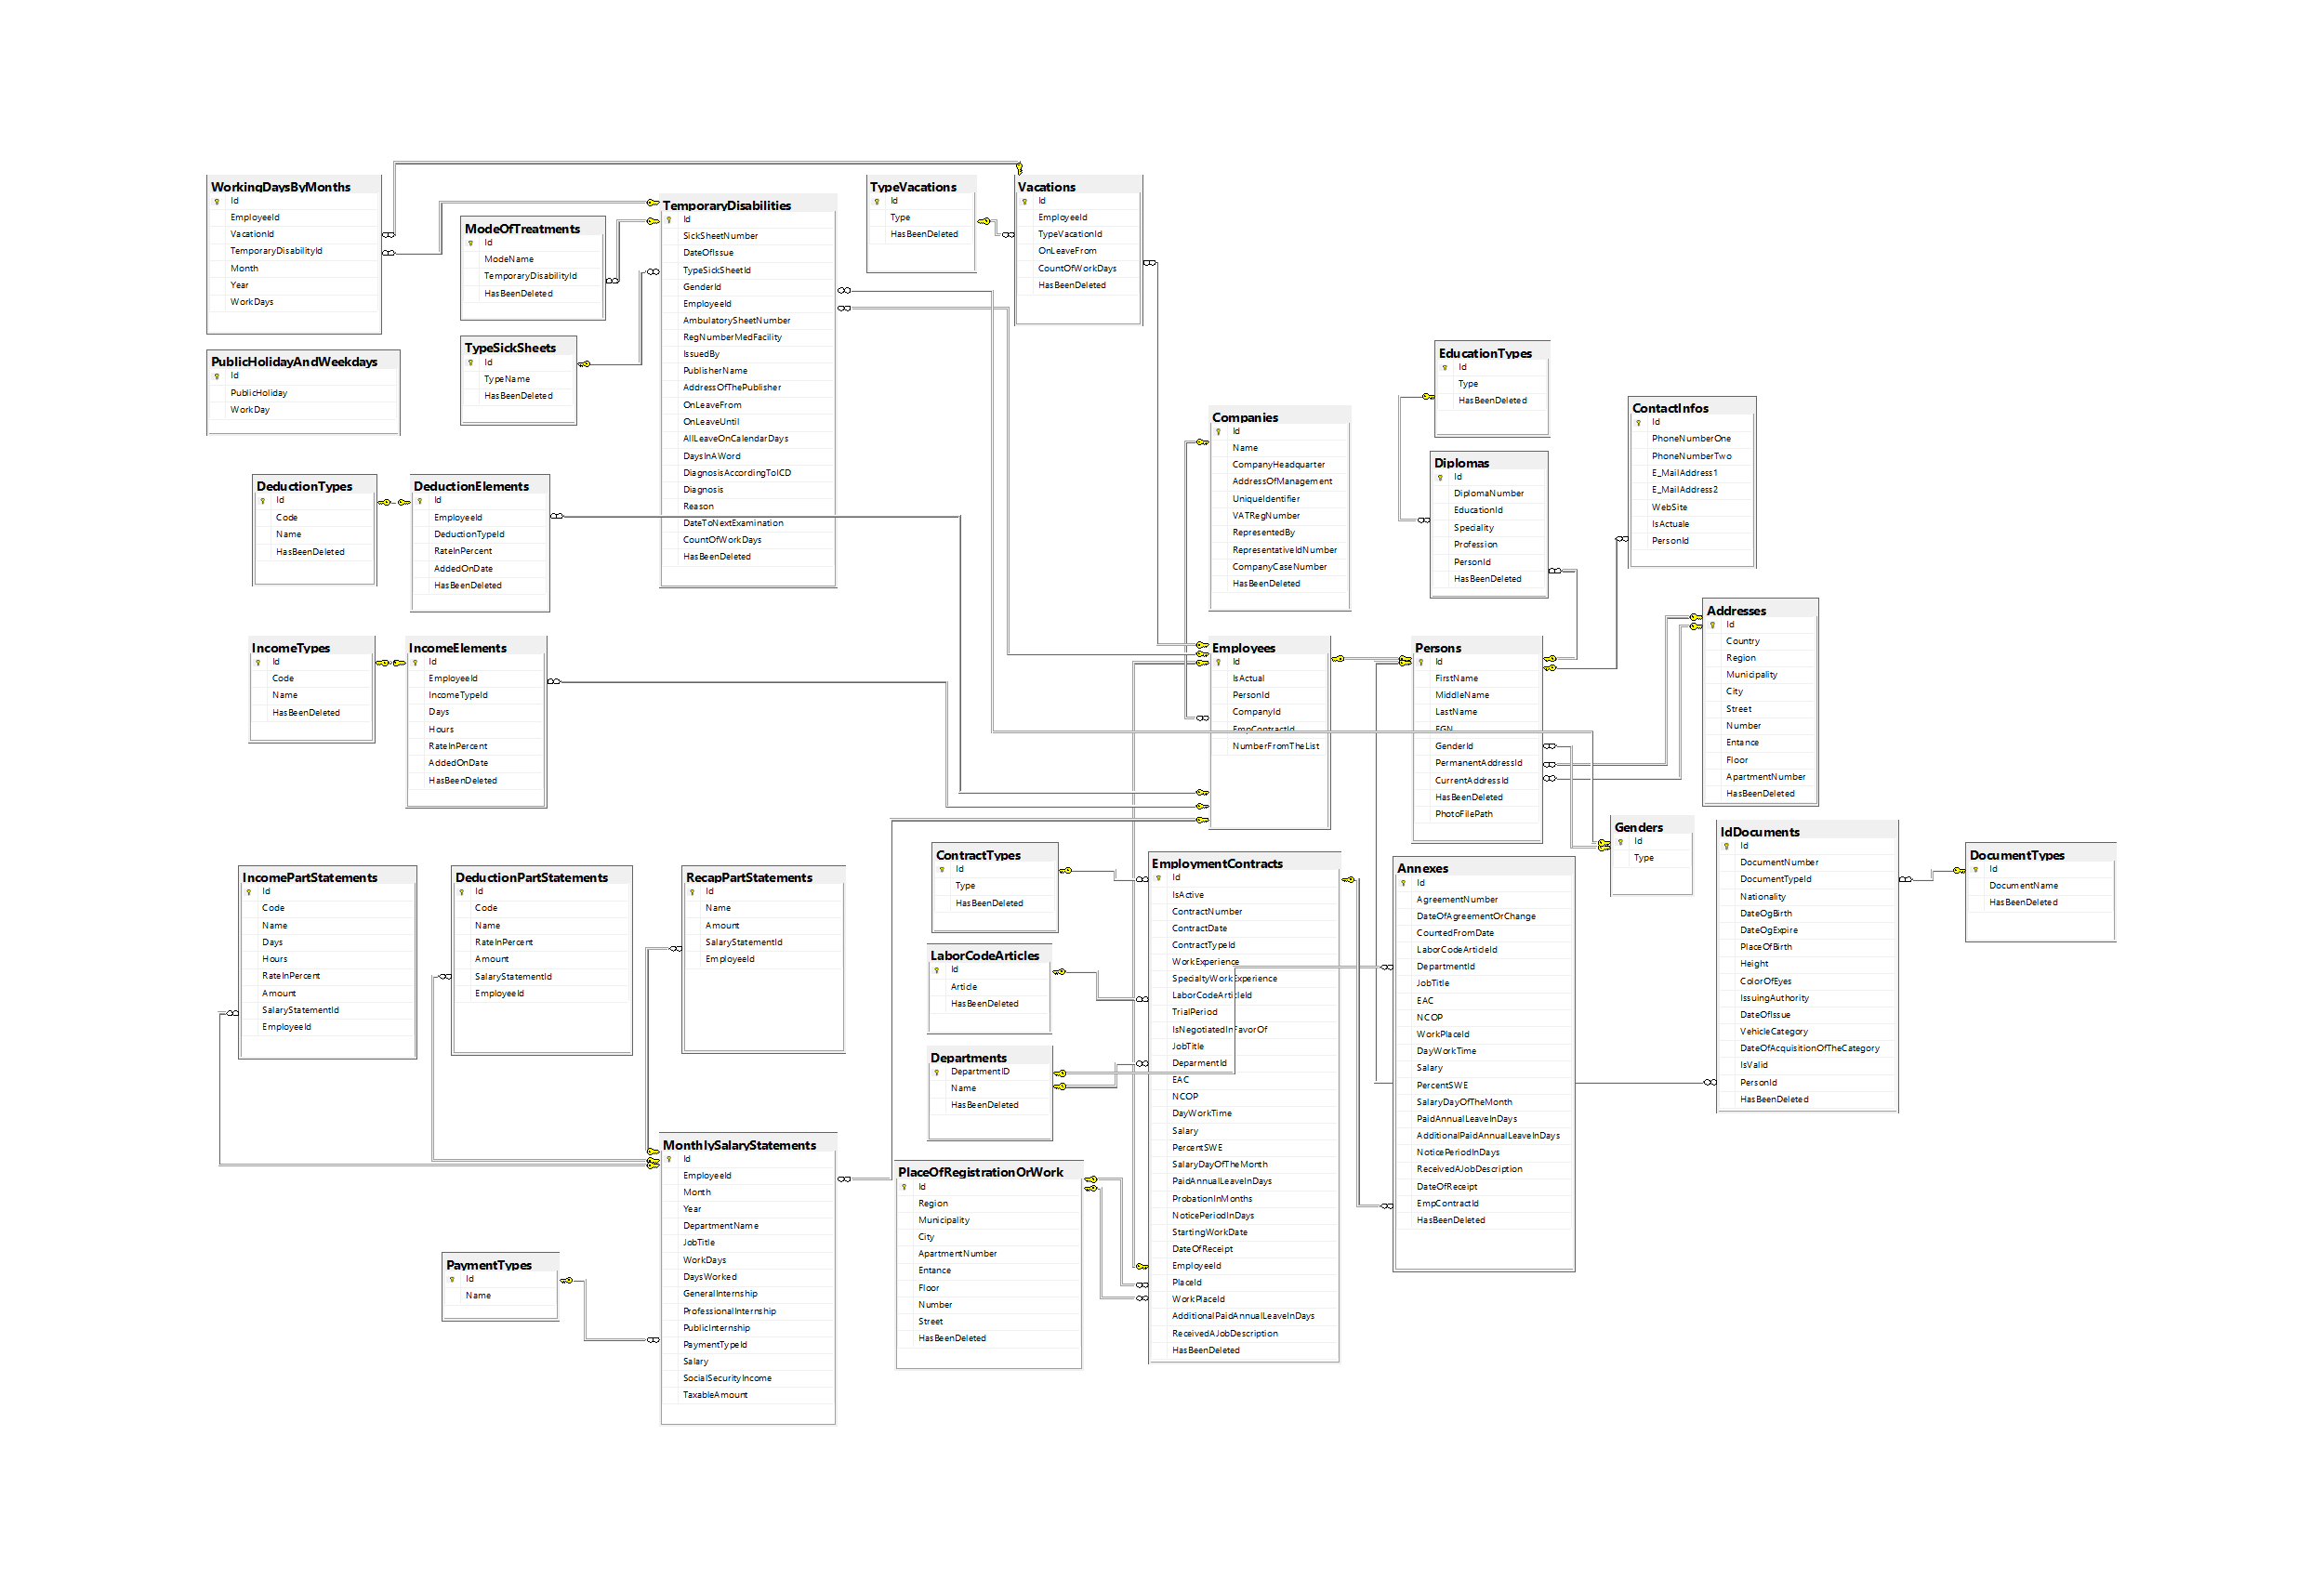 WorkingDaysByMonths
Id
EmployeeId
VacationId
TemporaryDisabilityId
Month
Year
WorkDays
PublicHolidayAndWeekdays
Id
PublicHoliday
WorkDay
ModeOfTreatments
Id
ModeName
TemporaryDisabilityId
HasBeenDeleted
TypeSickSheets
Id
TypeName
HasBeenDeleted
TemporaryDisabilities
Id
SickSheetNumber
DateOfIssue
TypeSickSheetId
GenderId
EmployeeId
AmbulatorySheetNumber
RegNumberMedFacility
IssuedBy
PublisherName
AddressOfThePublisher
OnLeaveFrom
OnLeaveUntil
AllLeaveOnCalendarDays
DaysInAWord
DiagnosisAccordingToICD
Diagnosis
Reason
DateToNextExamination
CountOfWorkDays
HasBeenDeleted
TypeVacations
Id
Type
HasBeenDeleted
Vacations
Id
EmployeeId
TypeVacationId
OnLeaveFrom
CountOfWorkDays
HasBeenDeleted
DeductionTypes
Id
Code
Name
HasBeenDeleted
DeductionElements
Id
EmployeeId
DeductionTypeId
RateInPercent
AddedOnDate
HasBeenDeleted
IncomeTypes
Id
Code
Name
HasBeenDeleted
IncomeElements
Id
EmployeeId
IncomeTypeId
Days
Hours
RateInPercent
AddedOnDate
HasBeenDeleted
Companies
Id
Name
CompanyHeadquarter
AddressOfManagement
UniqueIdentifier
VATRegNumber
RepresentedBy
RepresentativeIdNumber
CompanyCaseNumber
HasBeenDeleted
EducationTypes
Id
Type
HasBeenDeleted
Diplomas
Id
DiplomaNumber
EducationId
Speciality
Profession
PersonId
HasBeenDeleted
ContactInfos
Id
PhoneNumberOne
PhoneNumberTwo
E_MailAddress1
E_MailAddress2
WebSite
IsActuale
PersonId
Employees
Id
IsActual
PersonId
CompanyId
EmpContractId
NumberFromTheList
Persons
Id
FirstName
MiddleName
LastName
EGN
GenderId
PermanentAddressId
CurrentAddressId
HasBeenDeleted
PhotoFilePath
Addresses
Id
Country
Region
Municipality
City
Street
Number
Entance
Floor
ApartmentNumber
HasBeenDeleted
Genders
Id
Type
IdDocuments
Id
DocumentNumber
DocumentTypeId
Nationality
DateOgBirth
DateOgExpire
PlaceOfBirth
Height
ColorOfEyes
IssuingAuthority
DateOfIssue
VehicleCategory
DateOfAcquisitionOfTheCategory
IsValid
PersonId
HasBeenDeleted
DocumentTypes
Id
DocumentName
HasBeenDeleted
IncomePartStatements
Id
Code
Name
Days
Hours
RateInPercent
Amount
SalaryStatementId
EmployeeId
DeductionPartStatements
Id
Code
Name
RateInPercent
Amount
SalaryStatementId
EmployeeId
RecapPartStatements
Id
Name
Amount
SalaryStatementId
EmployeeId
ContractTypes
Id
Type
HasBeenDeleted
LaborCodeArticles
Id
Article
HasBeenDeleted
Departments
DepartmentID
Name
HasBeenDeleted
EmploymentContracts
Id
IsActive
ContractNumber
ContractDate
ContractTypeId
WorkExperience
SpecialtyWorkExperience
LaborCodeArticleId
TrialPeriod
IsNegotiatedInFavorOf
JobTitle
DeparmentId
EAC
NCOP
DayWorkTime
Salary
PercentSWE
SalaryDayOfTheMonth
PaidAnnualLeaveInDays
ProbationInMonths
NoticePeriodInDays
StartingWorkDate
DateOfReceipt
EmployeeId
PlaceId
WorkPlaceId
AdditionalPaidAnnualLeaveInDays
ReceivedAJobDescription
HasBeenDeleted
Annexes
Id
AgreementNumber
DateOfAgreementOrChange
CountedFromDate
LaborCodeArticleId
DepartmentId
JobTitle
EAC
NCOP
WorkPlaceId
DayWorkTime
Salary
PercentSWE
SalaryDayOfTheMonth
PaidAnnualLeaveInDays
AdditionalPaidAnnualLeaveInDays
NoticePeriodInDays
ReceivedAJobDescription
DateOfReceipt
EmpContractId
HasBeenDeleted
MonthlySalaryStatements
Id
EmployeeId
Month
Year
DepartmentName
JobTitle
WorkDays
DaysWorked
GeneralInternship
ProfessionalInternship
PublicInternship
PaymentTypeId
Salary
SocialSecurityIncome
TaxableAmount
PaymentTypes
Id
Name
PlaceOfRegistrationOrWork
Id
Region
Municipality
City
ApartmentNumber
Entance
Floor
Number
Street
HasBeenDeleted